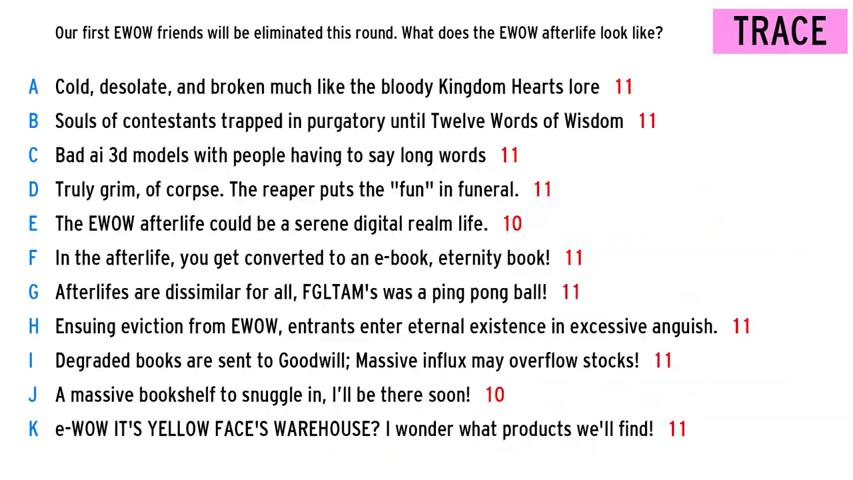 Our first EWOW friends will be eliminated this round. What does the EWOW afterlife look like?
TRACE
A Cold, desolate, and broken much like the bloody Kingdom Hearts lore 11
B Souls of contestants trapped in purgatory until Twelve Words of Wisdom 11
C Bad ai 3d models with people having to say long words 11
D Truly grim, of corpse. The reaper puts the "fun" in funeral. 11
E The EWOW afterlife could be a serene digital realm life. 10
F In the afterlife, you get converted to an e-book, eternity book! 11
G Afterlifes are dissimilar for all, FGLTAM's was a ping pong ball! 11
H Ensuing eviction from EWOW, entrants enter eternal existence in excessive anguish. 11
I Degraded books are sent to Goodwill; Massive influx may overflow stocks! 11
J A massive bookshelf to snuggle in, I'll be there soon! 10
K e-WOW IT'S YELLOW FACE'S WAREHOUSE? I wonder what products we'll find! 11